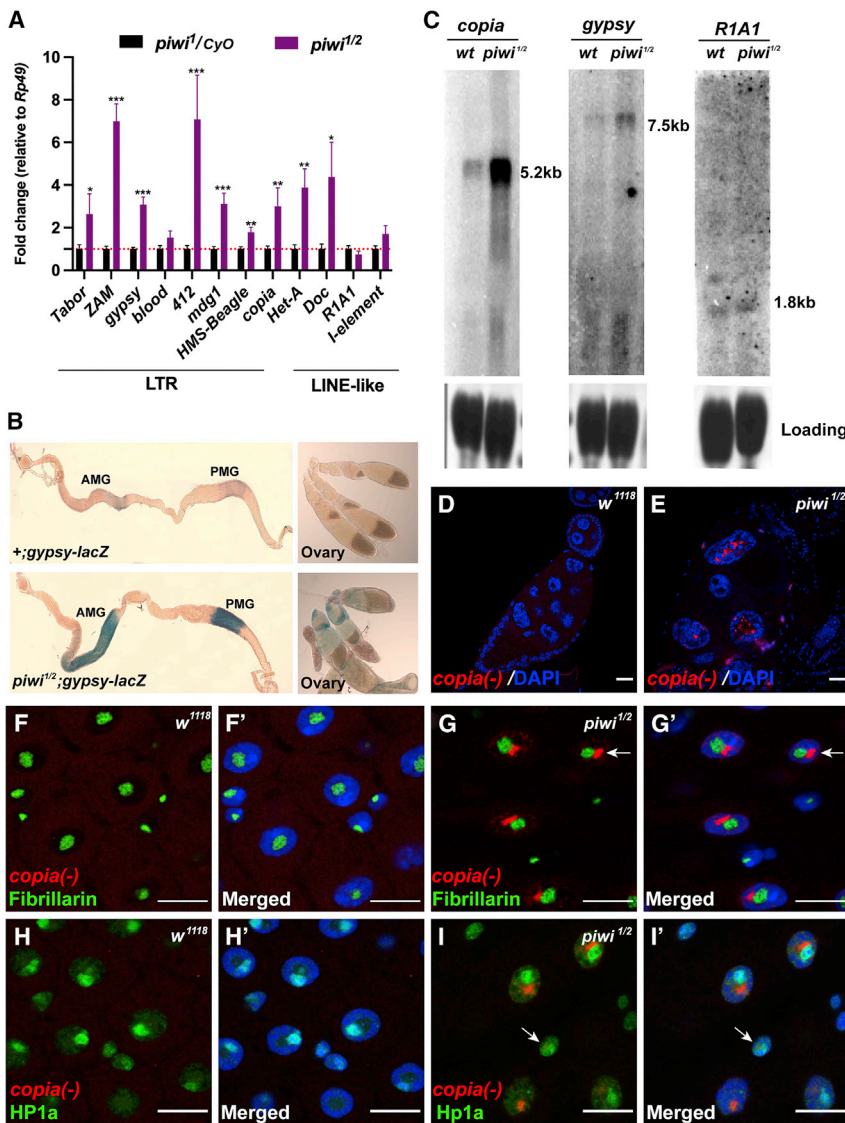 A
piwi¹/CyO piwi¹/²
Fold change (relative to Rp49)
10
8
6
4
2
0
* *** *** *** *** ** ** ** *
Tabor ZAM gypsy blood 412 mdg1 HMS-Beagle copia Het-A Doc R1A1 I-element
LTR LINE-like
B
AMG PMG
+;gypsy-lacZ Ovary
AMG PMG
piwi¹/²;gypsy-lacZ Ovary
C
copia gypsy R1A1
wt piwi¹/² wt piwi¹/² wt piwi¹/²
7.5kb
5.2kb
1.8kb
Loading
D w¹¹¹⁸
copia(-) /DAPI
E piwi¹/²
copia(-) /DAPI
F w¹¹¹⁸
copia(-)
Fibrillarin
F'
Merged
G piwi¹/²
copia(-)
Fibrillarin
G'
Merged
H w¹¹¹⁸
copia(-)
HP1a
H'
Merged
I piwi¹/²
copia(-)
Hp1a
I'
Merged